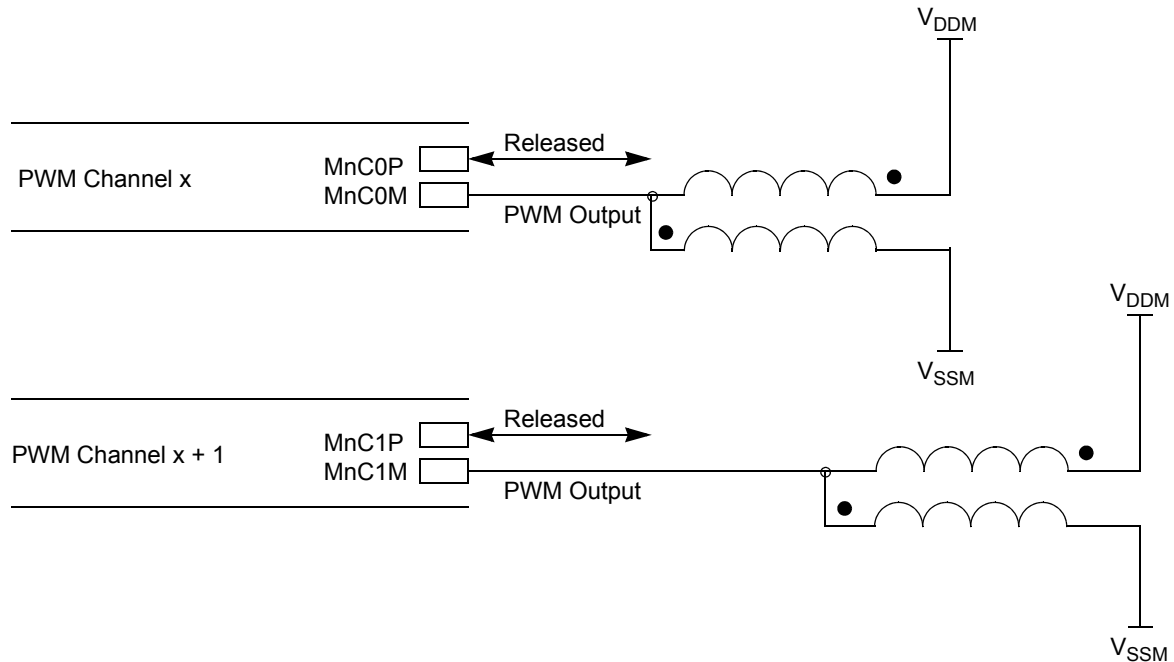 VDDM
Released
MnC0P
PWM Channel x
MnC0M
PWM Output
VDDM
VSSM
Released
MnC1P
PWM Channel x + 1
MnC1M
PWM Output
VSSM